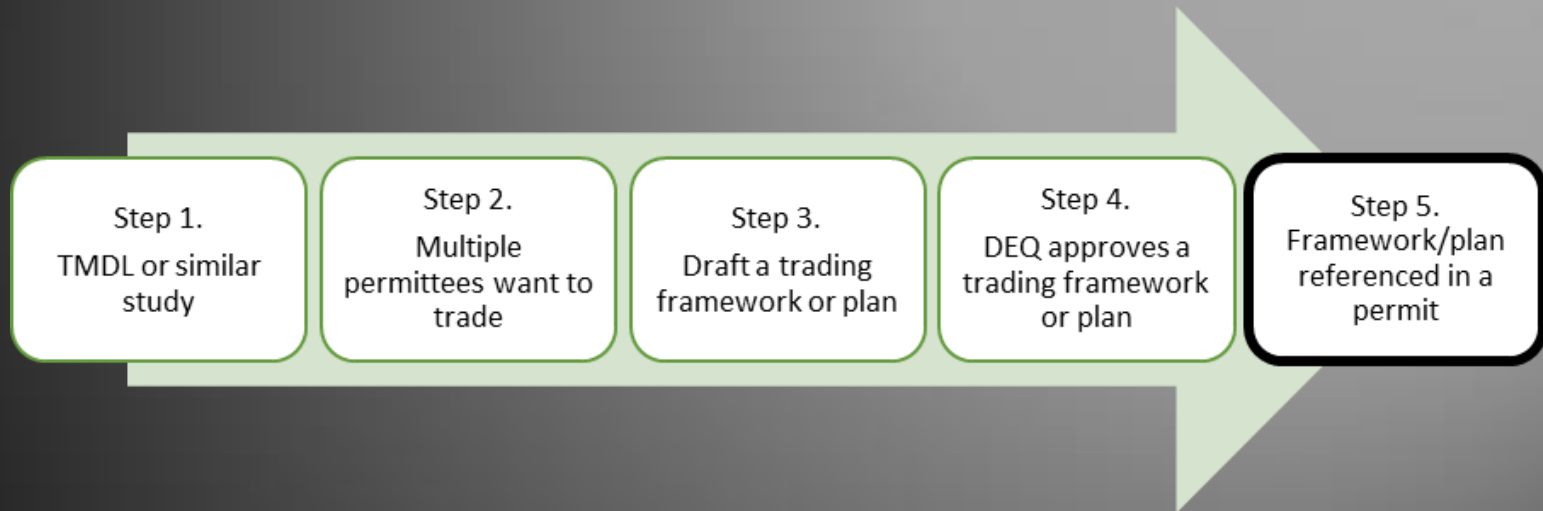 Step 1.
TMDL or similar
study
Step 2.
Multiple
permittees want to
trade
Step 3.
Draft a trading
framework or plan
Step 4.
DEQ approves a
trading framework
or plan
Step 5.
Framework/plan
referenced in a
permit